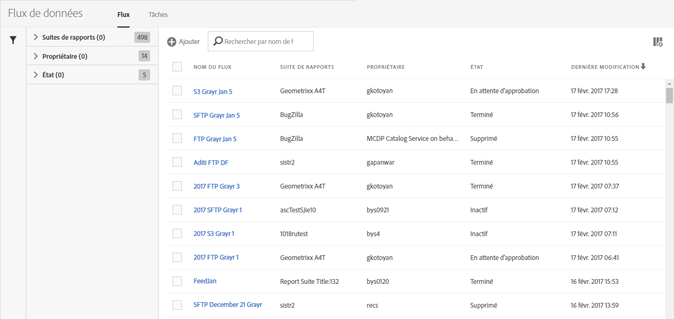 Flux de données
Flux
Tâches
Suites de rapports (0) 498
Propriétaire (0) 14
État (0) 5
Ajouter
Rechercher par nom de f
NOM DU FLUX SUITE DE RAPPORTS PROPRIÉTAIRE ÉTAT DERNIÈRE MODIFICATION
S3 Grayr Jan 5 Geometrixx A4T gkotoyan En attente d'approbation 17 févr. 2017 17:28
SFTP Grayr Jan 5 BugZilla gkotoyan Terminé 17 févr. 2017 10:56
FTP Grayr Jan 5 BugZilla MCDP Catalog Service on beha... Supprimé 17 févr. 2017 10:55
Aditi FTP DF sistr2 gapanwar Terminé 17 févr. 2017 10:55
2017 FTP Grayr 3 Geometrixx A4T gkotoyan Terminé 17 févr. 2017 07:37
2017 SFTP Grayr 1 ascTestSJie10 bys0921 Inactif 17 févr. 2017 07:12
2017 S3 Grayr 1 1018rutest bys4 Inactif 17 févr. 2017 07:11
2017 FTP Grayr 1 Geometrixx A4T gkotoyan En attente d'approbation 17 févr. 2017 06:41
FeedJan Report Suite Title:132 bys0120 Terminé 16 févr. 2017 15:53
SFTP December 21 Grayr sistr2 recs Supprimé 16 févr. 2017 13:59